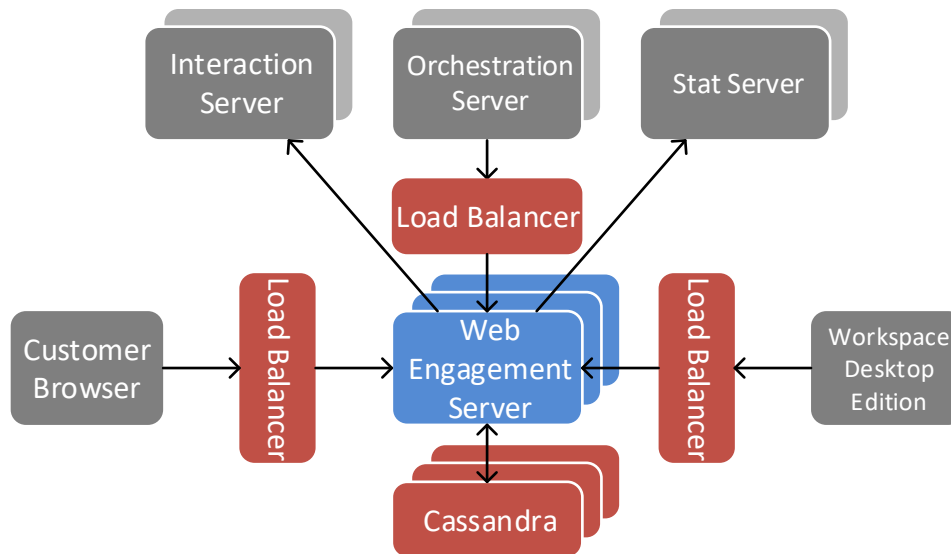 Interaction
Server
Orchestration
Server
Stat Server
Load Balancer
Customer
Browser
Load Balancer
Web
Engagement
Server
Load Balancer
Workspace
Desktop
Edition
Cassandra